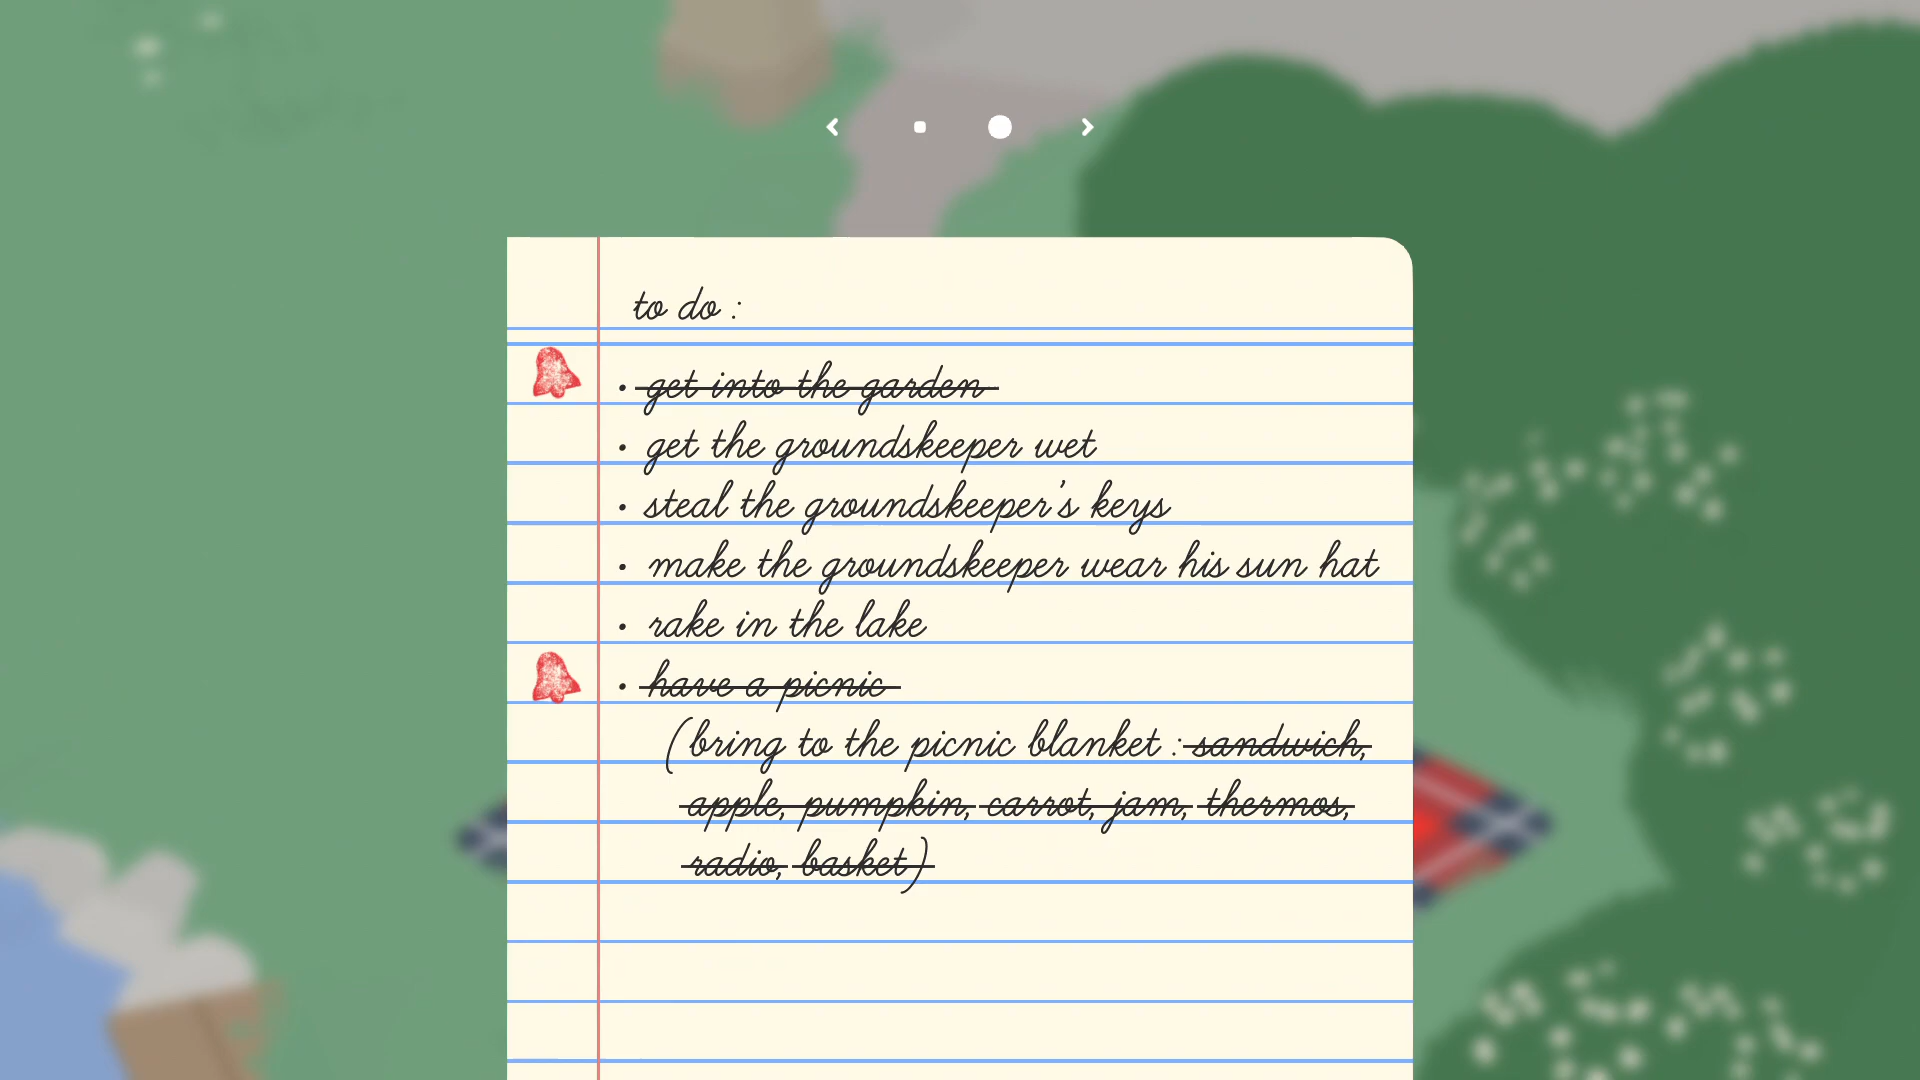 to do :
• get into the garden
• get the groundskeeper wet
• steal the groundskeeper's keys
• make the groundskeeper wear his sun hat
• rake in the lake
• have a picnic
(bring to the picnic blanket : sandwich,
apple, pumpkin, carrot, jam, thermos,
radio, basket)